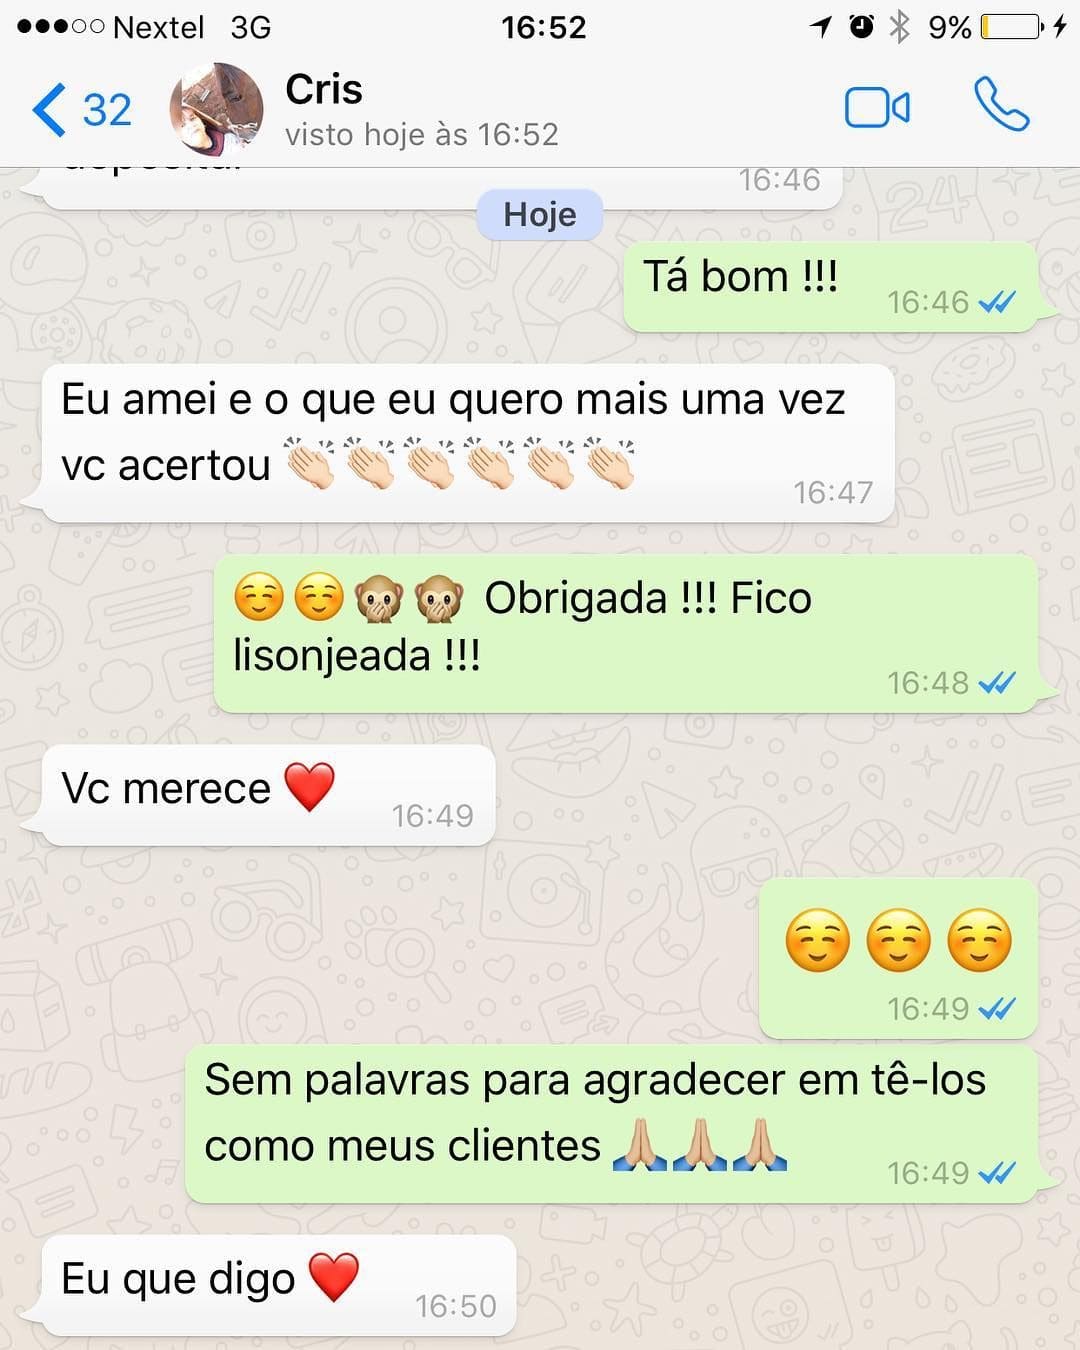 Nextel 3G 16:52 9%
32 Cris
visto hoje às 16:52
16:46
Hoje
Tá bom !!!
16:46
Eu amei e o que eu quero mais uma vez
vc acertou 👏🏻👏🏻👏🏻👏🏻👏🏻👏🏻
16:47
☺️☺️🙊🙊 Obrigada !!! Fico
lisonjeada !!!
16:48
Vc merece ❤️
16:49
☺️☺️☺️
16:49
Sem palavras para agradecer em tê-los
como meus clientes 🙏🏼🙏🏼🙏🏼
16:49
Eu que digo ❤️
16:50